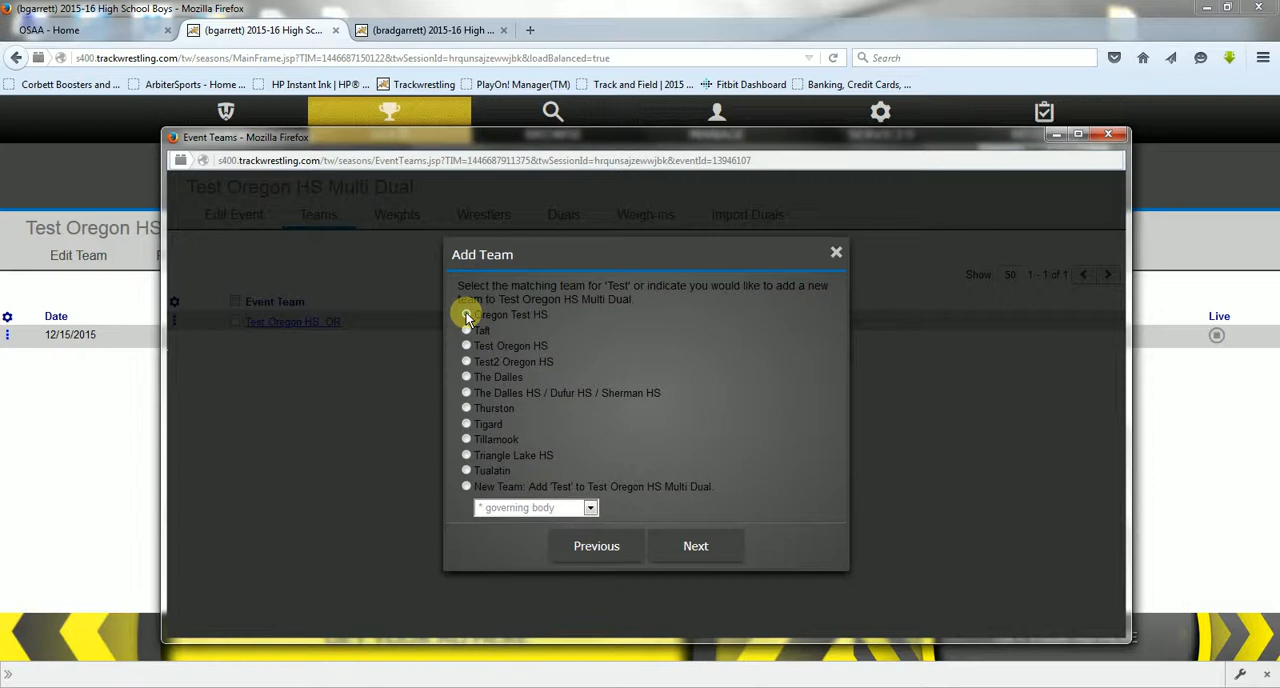 (bgarrett) 2015-16 High School Boys - Mozilla Firefox
OSAA - Home
(bgarrett) 2015-16 High Sc...
(bradgarrett) 2015-16 High ...
s400.trackwrestling.com/tw/seasons/MainFrame.jsp?TIM=1446687150122&twSessionId=hrqunsajzewwjbk&loadBalanced=true
Search
Corbett Boosters and ...
ArbiterSports - Home ...
HP Instant Ink | HP® ...
Trackwrestling
PlayOn! Manager(TM)
Track and Field | 2015 ...
Fitbit Dashboard
Banking, Credit Cards, ...
Event Teams - Mozilla Firefox
BROWSE
MANAGE
s400.trackwrestling.com/tw/seasons/EventTeams.jsp?TIM=1446687911375&twSessionId=hrqunsajzewwjbk&eventId=13946107
Test Oregon HS Multi Dual
Edit Event
Teams
Weights
Wrestlers
Duals
Weigh-Ins
Import Duals
Test Oregon HS
Edit Team
Add Team
Select the matching team for 'Test' or indicate you would like to add a new
team to Test Oregon HS Multi Dual.
Show 50 1 - 1 of 1
Event Team
Test Oregon HS, OR
Date
12/15/2015
Live
Oregon Test HS
Taft
Test Oregon HS
Test2 Oregon HS
The Dalles
The Dalles HS / Dufur HS / Sherman HS
Thurston
Tigard
Tillamook
Triangle Lake HS
Tualatin
New Team: Add 'Test' to Test Oregon HS Multi Dual.
* governing body
Previous
Next